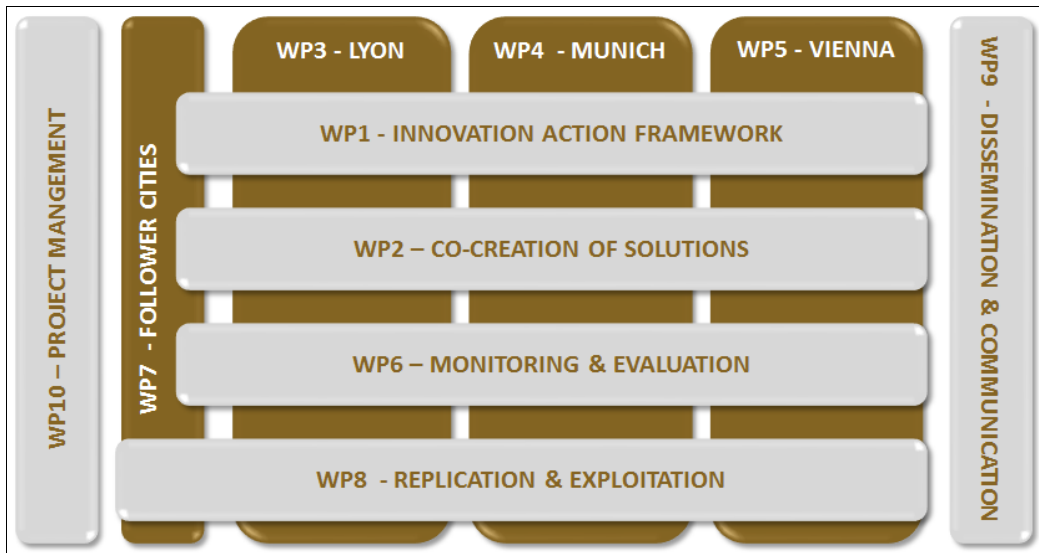 WP10 – PROJECT MANGEMENT
WP7 - FOLLOWER CITIES
WP3 - LYON
WP4 - MUNICH
WP5 - VIENNA
WP1 - INNOVATION ACTION FRAMEWORK
WP2 – CO-CREATION OF SOLUTIONS
WP6 – MONITORING & EVALUATION
WP8 - REPLICATION & EXPLOITATION
WP9 - DISSEMINATION & COMMUNICATION